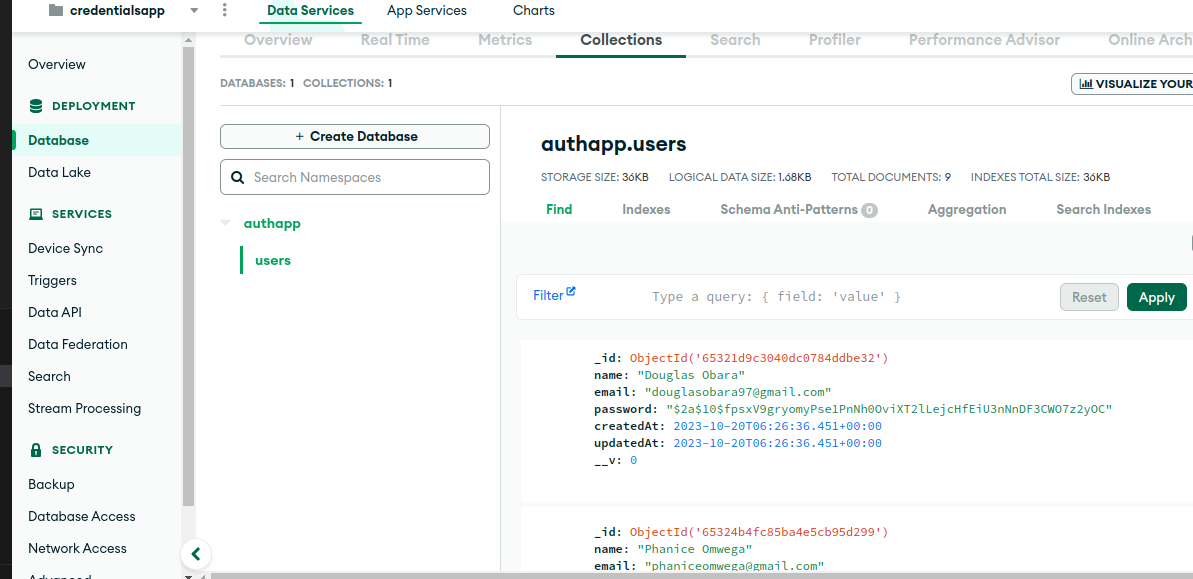 credentialsapp
Data Services
App Services
Charts
Overview
Real Time
Metrics
Collections
Search
Profiler
Performance Advisor
Online Arch
Overview
DEPLOYMENT
Database
Data Lake
SERVICES
Device Sync
Triggers
Data API
Data Federation
Search
Stream Processing
SECURITY
Backup
Database Access
Network Access
Advanced
DATABASES: 1 COLLECTIONS: 1
VISUALIZE YOUR
+ Create Database
Search Namespaces
authapp
users
authapp.users
STORAGE SIZE: 36KB LOGICAL DATA SIZE: 1.68KB TOTAL DOCUMENTS: 9 INDEXES TOTAL SIZE: 36KB
Find
Indexes
Schema Anti-Patterns 0
Aggregation
Search Indexes
Filter
Type a query: { field: 'value' }
Reset
Apply
_id: ObjectId('65321d9c3040dc0784ddbe32')
name: "Douglas Obara"
email: "douglasobara97@gmail.com"
password: "$2a$10$fpsxV9gryomyPse1PnNh0OviXT2lLejcHfEiU3nNnDF3CWO7z2yOC"
createdAt: 2023-10-20T06:26:36.451+00:00
updatedAt: 2023-10-20T06:26:36.451+00:00
__v: 0
_id: ObjectId('65324b4fc85ba4e5cb95d299')
name: "Phanice Omwega"
email: "phaniceomwega@gmail.com"